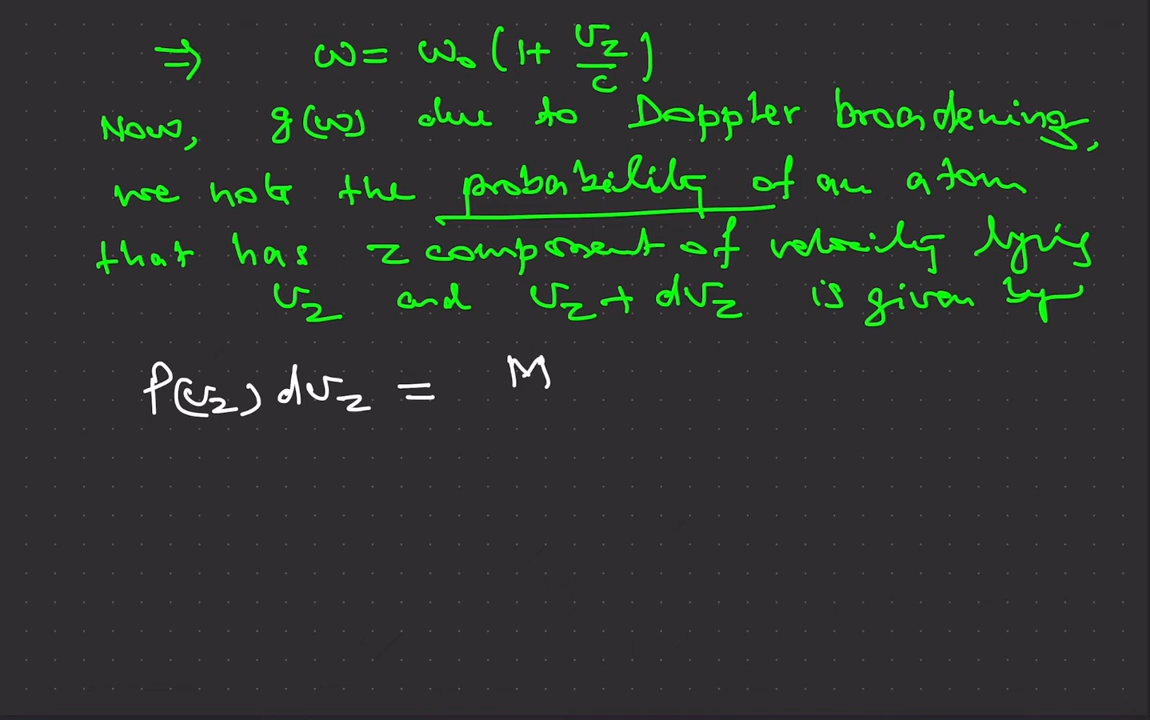 ⇒ ω = ω₀ (1 + v_z/c)
Now, g(ω) due to Doppler broadening,
we note the probability of an atom
that has z component of velocity lying
v_z and v_z + dv_z is given by
P(v_z) dv_z = M